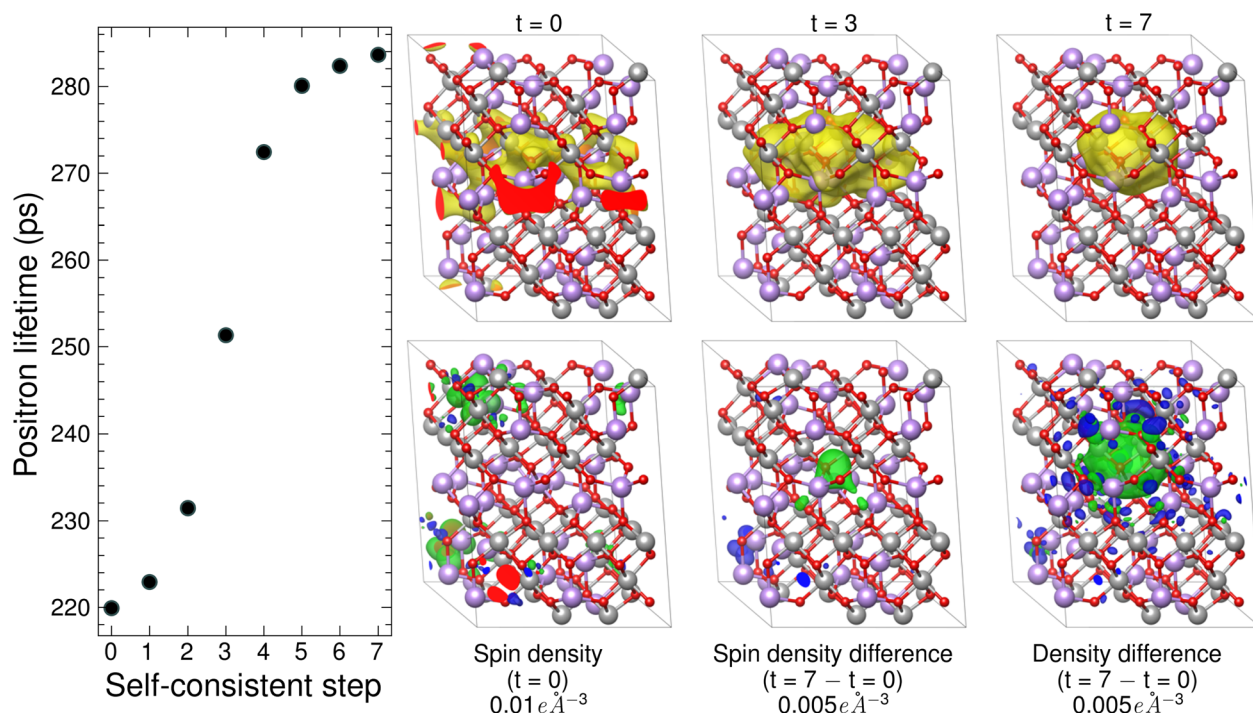 Positron lifetime (ps)
280
270
260
250
240
230
220
0 1 2 3 4 5 6 7
Self-consistent step
t = 0
t = 3
t = 7
Spin density
(t = 0)
0.01eÅ⁻³
Spin density difference
(t = 7 − t = 0)
0.005eÅ⁻³
Density difference
(t = 7 − t = 0)
0.005eÅ⁻³